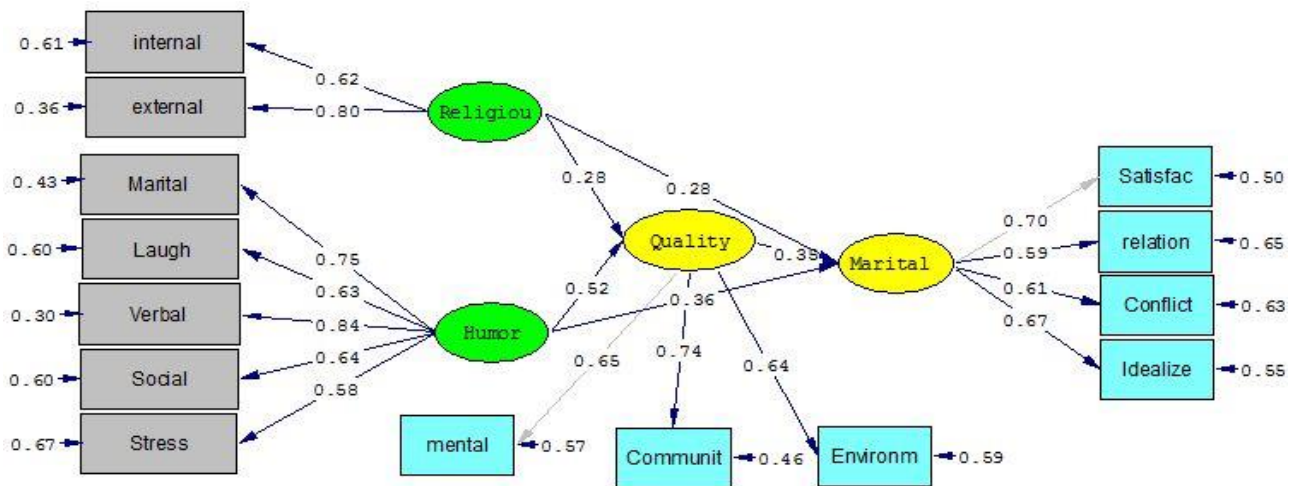 0.61 internal
0.62
0.36 external 0.80 Religiou
0.43 Marital
0.28 0.28
Satisfac 0.50
0.70
0.60 Laugh
0.75
Quality
0.59 relation 0.65
Marital
0.63
0.52
0.30 Verbal 0.84 Humor
0.36
0.61 Conflict 0.63
0.67
0.64
0.65 0.74 0.64
0.60 Social
0.58
Idealize 0.55
0.67 Stress
mental 0.57
Communit 0.46
Environm 0.59